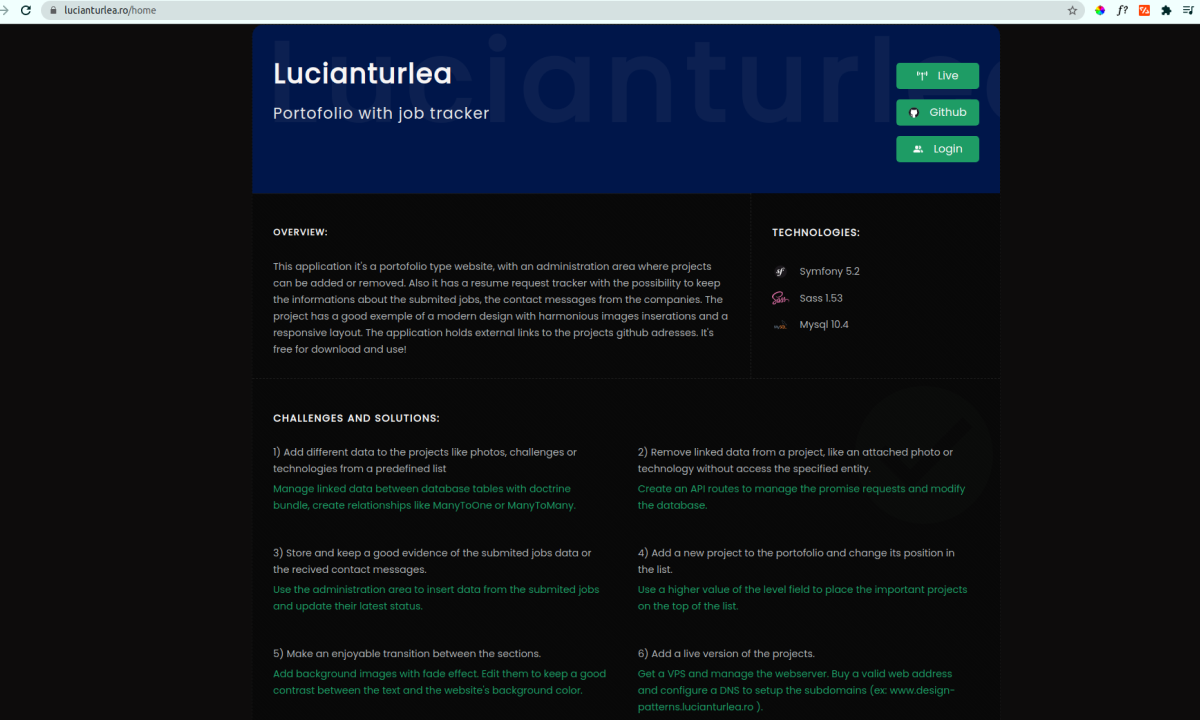 lucianturlea.ro/home
f?
Lucianturlea
Lucianturlea
Portofolio with job tracker
Live
Github
Login
OVERVIEW:
This application it's a portofolio type website, with an administration area where projects
can be added or removed. Also it has a resume request tracker with the possibility to keep
the informations about the submited jobs, the contact messages from the companies. The
project has a good exemple of a modern design with harmonious images inserations and a
responsive layout. The application holds external links to the projects github adresses. It's
free for download and use!
TECHNOLOGIES:
sf Symfony 5.2
Sass Sass 1.53
MySQL Mysql 10.4
CHALLENGES AND SOLUTIONS:
1) Add different data to the projects like photos, challenges or
technologies from a predefined list
Manage linked data between database tables with doctrine
bundle, create relationships like ManyToOne or ManyToMany.
2) Remove linked data from a project, like an attached photo or
technology without access the specified entity.
Create an API routes to manage the promise requests and modify
the database.
3) Store and keep a good evidence of the submited jobs data or
the recived contact messages.
Use the administration area to insert data from the submited jobs
and update their latest status.
4) Add a new project to the portofolio and change its position in
the list.
Use a higher value of the level field to place the important projects
on the top of the list.
5) Make an enjoyable transition between the sections.
Add background images with fade effect. Edit them to keep a good
contrast between the text and the website's background color.
6) Add a live version of the projects.
Get a VPS and manage the webserver. Buy a valid web address
and configure a DNS to setup the subdomains (ex: www.design-
patterns.lucianturlea.ro ).